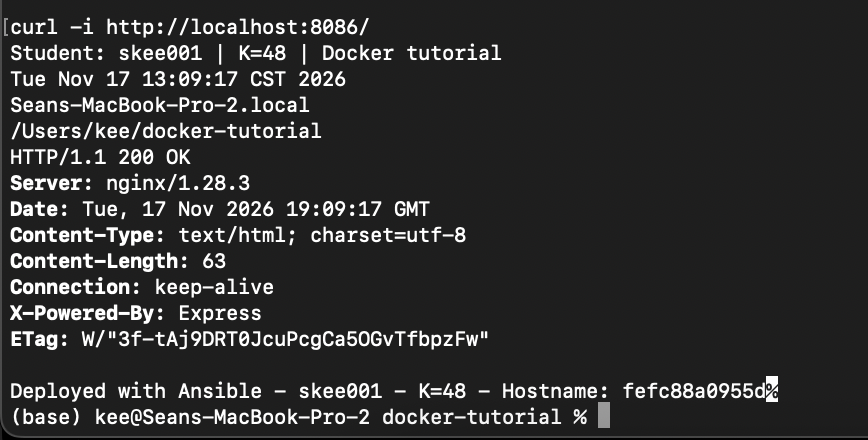 [curl -i http://localhost:8086/
Student: skee001 | K=48 | Docker tutorial
Tue Nov 17 13:09:17 CST 2026
Seans-MacBook-Pro-2.local
/Users/kee/docker-tutorial
HTTP/1.1 200 OK
Server: nginx/1.28.3
Date: Tue, 17 Nov 2026 19:09:17 GMT
Content-Type: text/html; charset=utf-8
Content-Length: 63
Connection: keep-alive
X-Powered-By: Express
ETag: W/"3f-tAj9DRT0JcuPcgCa5OGvTfbpzFw"
Deployed with Ansible - skee001 - K=48 - Hostname: fefc88a0955d%
(base) kee@Seans-MacBook-Pro-2 docker-tutorial %